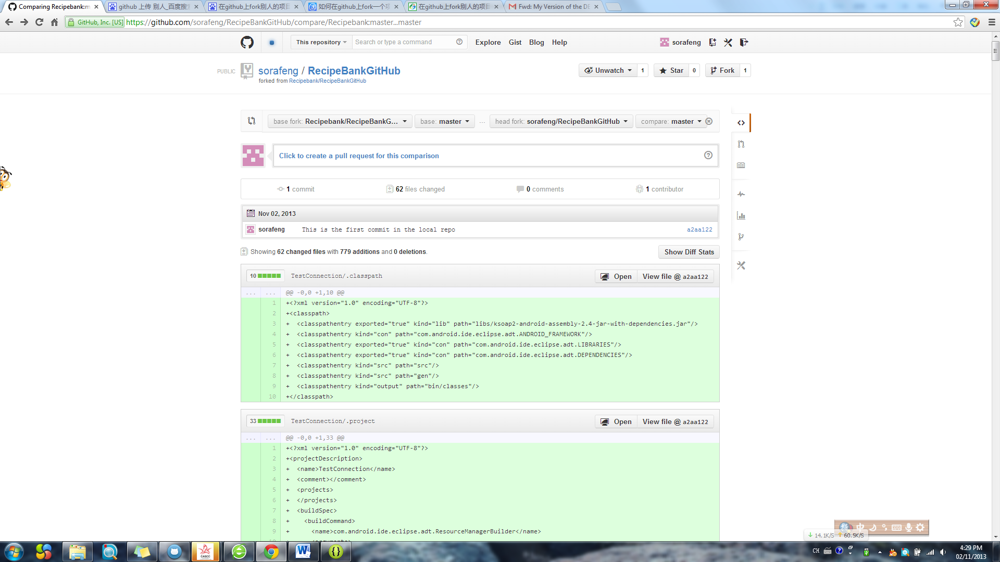 Comparing Recipebank:m
github 上传 别人_百度搜
在github上fork别人的项目
如何在github上fork一个项
在github上fork别人的项目
Fwd: My Version of the DE
GitHub, Inc. [US] https://github.com/sorafeng/RecipeBankGitHub/compare/Recipebank:master...master
This repository Search or type a command Explore Gist Blog Help sorafeng
PUBLIC sorafeng / RecipeBankGitHub Unwatch 1 Star 0 Fork 1
forked from Recipebank/RecipeBankGitHub
base fork: Recipebank/RecipeBankG... base: master ... head fork: sorafeng/RecipeBankGitHub compare: master
Click to create a pull request for this comparison
1 commit 62 files changed 0 comments 1 contributor
Nov 02, 2013
sorafeng This is the first commit in the local repo a2aa122
Showing 62 changed files with 779 additions and 0 deletions. Show Diff Stats
10 TestConnection/.classpath Open View file @ a2aa122
... ... @@ -0,0 +1,10 @@
1 +<?xml version="1.0" encoding="UTF-8"?>
2 +<classpath>
3 + <classpathentry exported="true" kind="lib" path="libs/ksoap2-android-assembly-2.4-jar-with-dependencies.jar"/>
4 + <classpathentry kind="con" path="com.android.ide.eclipse.adt.ANDROID_FRAMEWORK"/>
5 + <classpathentry exported="true" kind="con" path="com.android.ide.eclipse.adt.LIBRARIES"/>
6 + <classpathentry exported="true" kind="con" path="com.android.ide.eclipse.adt.DEPENDENCIES"/>
7 + <classpathentry kind="src" path="src"/>
8 + <classpathentry kind="src" path="gen"/>
9 + <classpathentry kind="output" path="bin/classes"/>
10 +</classpath>
33 TestConnection/.project Open View file @ a2aa122
... ... @@ -0,0 +1,33 @@
1 +<?xml version="1.0" encoding="UTF-8"?>
2 +<projectDescription>
3 + <name>TestConnection</name>
4 + <comment></comment>
5 + <projects>
6 + </projects>
7 + <buildSpec>
8 + <buildCommand>
9 + <name>com.android.ide.eclipse.adt.ResourceManagerBuilder</name>
中
14.1K/S 60.5K/S
CASCC
CH
4:29 PM
02/11/2013